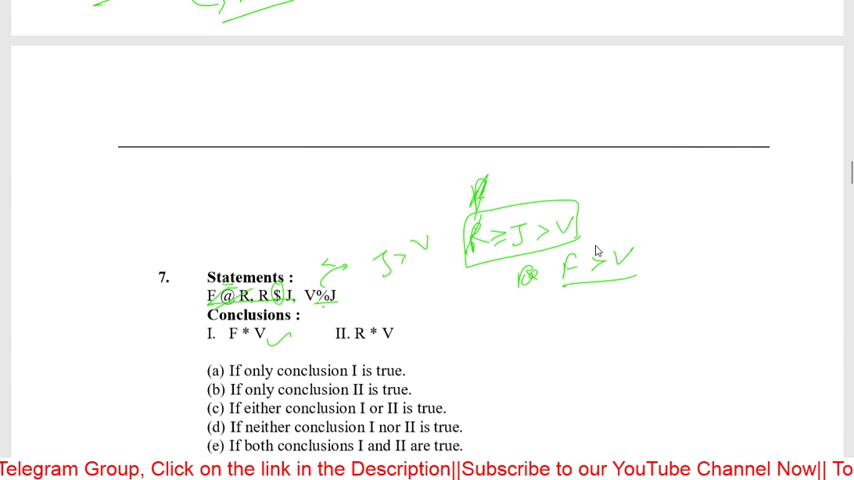 R ≥ J > V
J > V
F > V
7. Statements :
F @ R, R $ J, V%J
Conclusions :
I. F * V II. R * V
(a) If only conclusion I is true.
(b) If only conclusion II is true.
(c) If either conclusion I or II is true.
(d) If neither conclusion I nor II is true.
(e) If both conclusions I and II are true.
Telegram Group, Click on the link in the Description||Subscribe to our YouTube Channel Now|| To